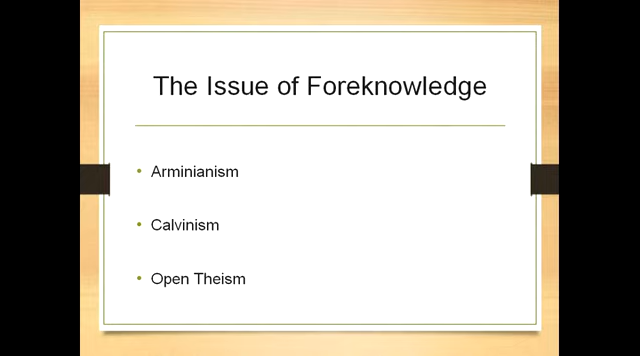 The Issue of Foreknowledge
• Arminianism
• Calvinism
• Open Theism